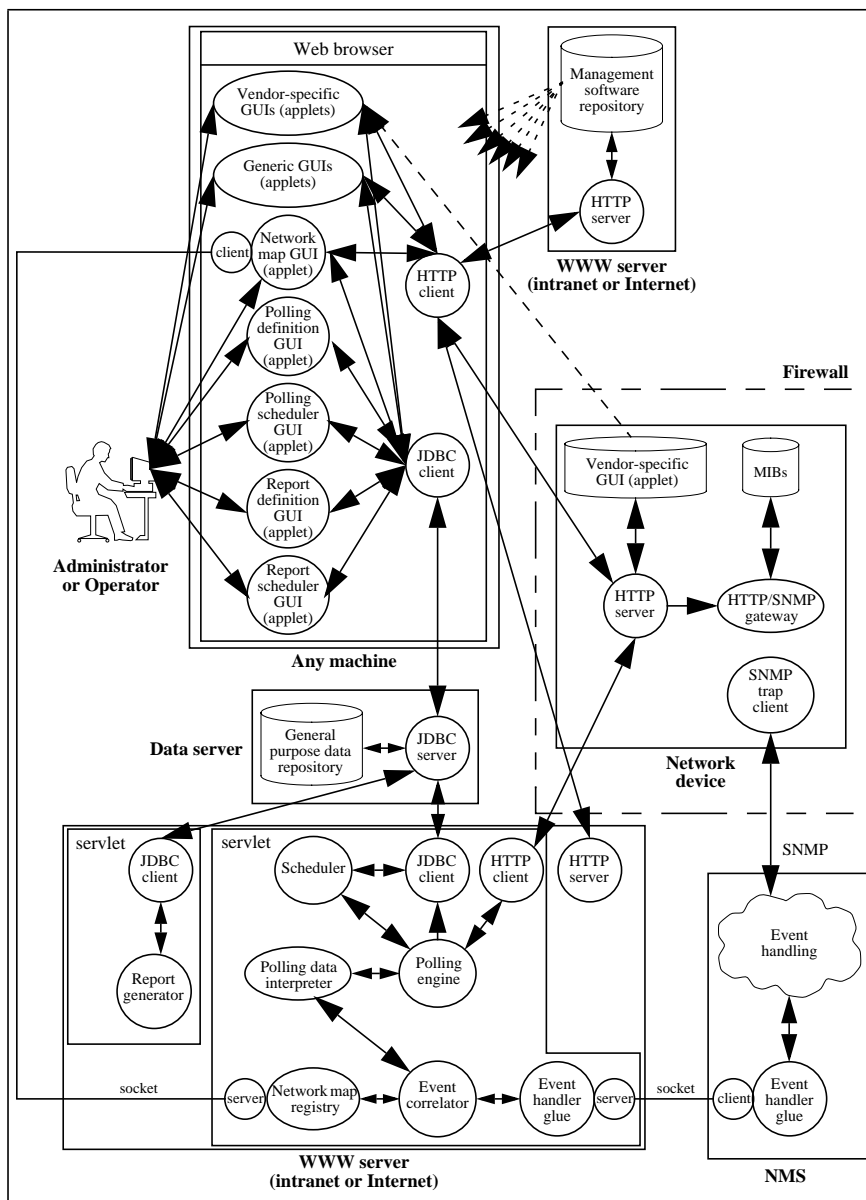 Web browser
Vendor-specific
GUIs (applets)
Generic GUIs
(applets)
client
Network
map GUI
(applet)
HTTP
client
Polling
definition
GUI
(applet)
Polling
scheduler
GUI
(applet)
JDBC
client
Report
definition
GUI
(applet)
Report
scheduler
GUI
(applet)
Any machine
Administrator
or Operator
Management
software
repository
HTTP
server
WWW server
(intranet or Internet)
Firewall
Vendor-specific
GUI (applet)
MIBs
HTTP
server
HTTP/SNMP
gateway
SNMP
trap
client
Network
device
Data server
General
purpose data
repository
JDBC
server
servlet
JDBC
client
Report
generator
servlet
Scheduler
JDBC
client
HTTP
client
HTTP
server
Polling data
interpreter
Polling
engine
socket
server
Network map
registry
Event
correlator
Event
handler
glue
server
WWW server
(intranet or Internet)
SNMP
Event
handling
socket
client
Event
handler
glue
NMS